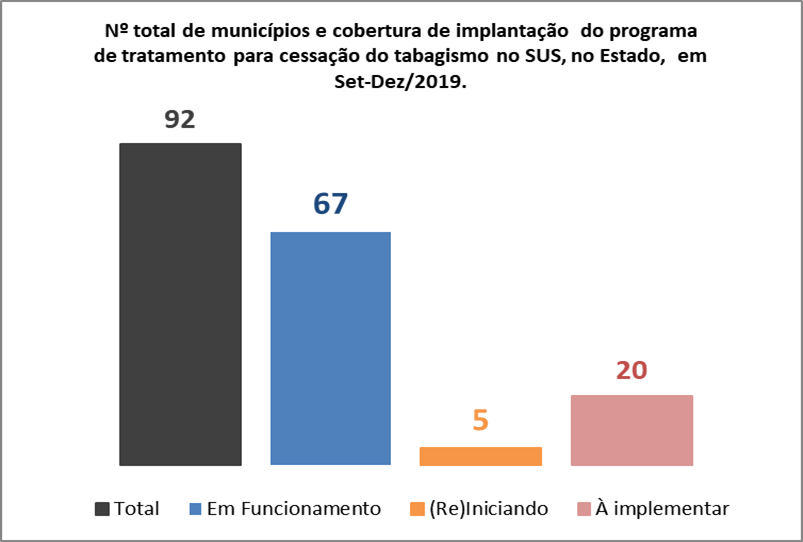 Nº total de municípios e cobertura de implantação do programa
de tratamento para cessação do tabagismo no SUS, no Estado, em
Set-Dez/2019.
92
67
5
20
Total
Em Funcionamento
(Re)Iniciando
À implementar